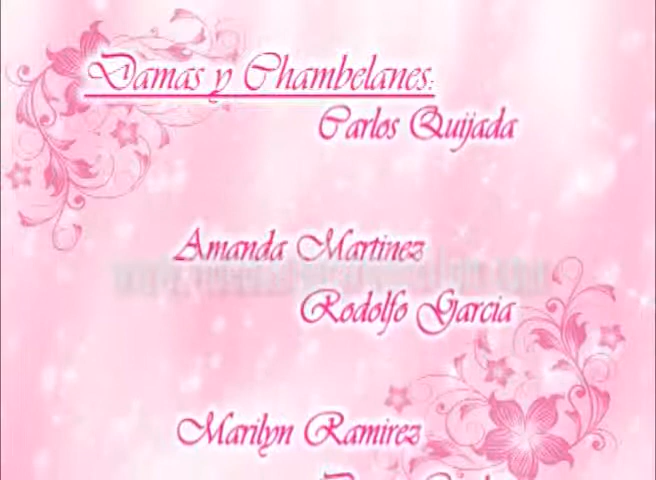 Damas y Chambelanes:
Carlos Quijada
Amanda Martinez
Rodolfo Garcia
Marilyn Ramirez